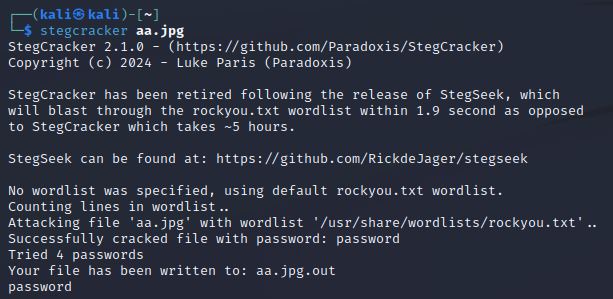 ┌──(kali㉿kali)-[~]
└─$ stegcracker aa.jpg
StegCracker 2.1.0 - (https://github.com/Paradoxis/StegCracker)
Copyright (c) 2024 - Luke Paris (Paradoxis)
StegCracker has been retired following the release of StegSeek, which
will blast through the rockyou.txt wordlist within 1.9 second as opposed
to StegCracker which takes ~5 hours.
StegSeek can be found at: https://github.com/RickdeJager/stegseek
No wordlist was specified, using default rockyou.txt wordlist.
Counting lines in wordlist..
Attacking file 'aa.jpg' with wordlist '/usr/share/wordlists/rockyou.txt'..
Successfully cracked file with password: password
Tried 4 passwords
Your file has been written to: aa.jpg.out
password